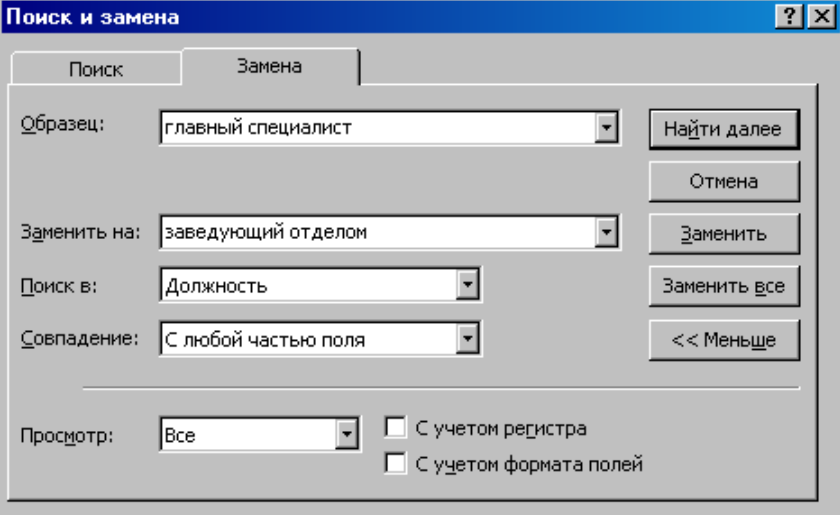 Поиск и замена
Поиск Замена
Образец: главный специалист Найти далее
Отмена
Заменить на: заведующий отделом Заменить
Поиск в: Должность Заменить все
Совпадение: С любой частью поля << Меньше
Просмотр: Все С учетом регистра
С учетом формата полей